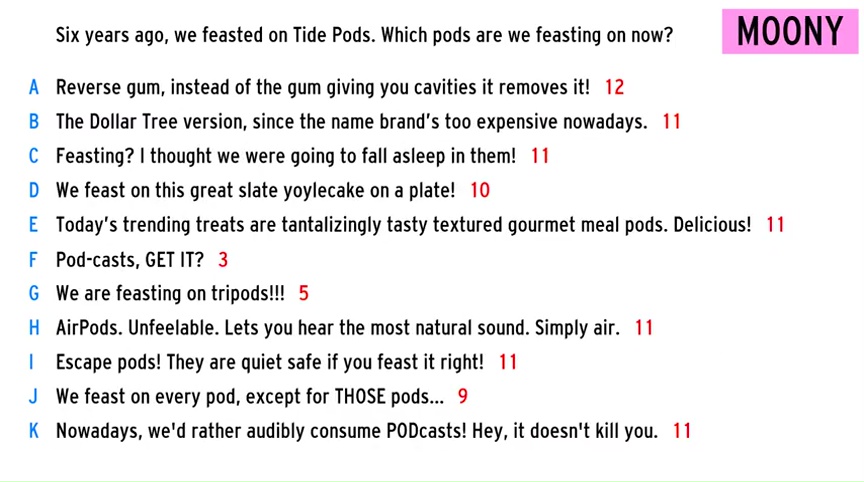 Six years ago, we feasted on Tide Pods. Which pods are we feasting on now?
MOONY
A Reverse gum, instead of the gum giving you cavities it removes it! 12
B The Dollar Tree version, since the name brand's too expensive nowadays. 11
C Feasting? I thought we were going to fall asleep in them! 11
D We feast on this great slate yoylecake on a plate! 10
E Today's trending treats are tantalizingly tasty textured gourmet meal pods. Delicious! 11
F Pod-casts, GET IT? 3
G We are feasting on tripods!!! 5
H AirPods. Unfeelable. Lets you hear the most natural sound. Simply air. 11
I Escape pods! They are quiet safe if you feast it right! 11
J We feast on every pod, except for THOSE pods... 9
K Nowadays, we'd rather audibly consume PODcasts! Hey, it doesn't kill you. 11